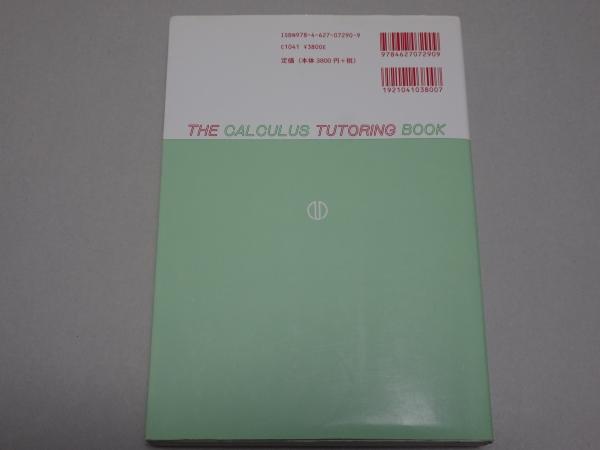 ISBN978-4-627-07290-9
C1041 ¥3800E
定価（本体3800円＋税）
9784627072909
1921041038007
THE CALCULUS TUTORING BOOK